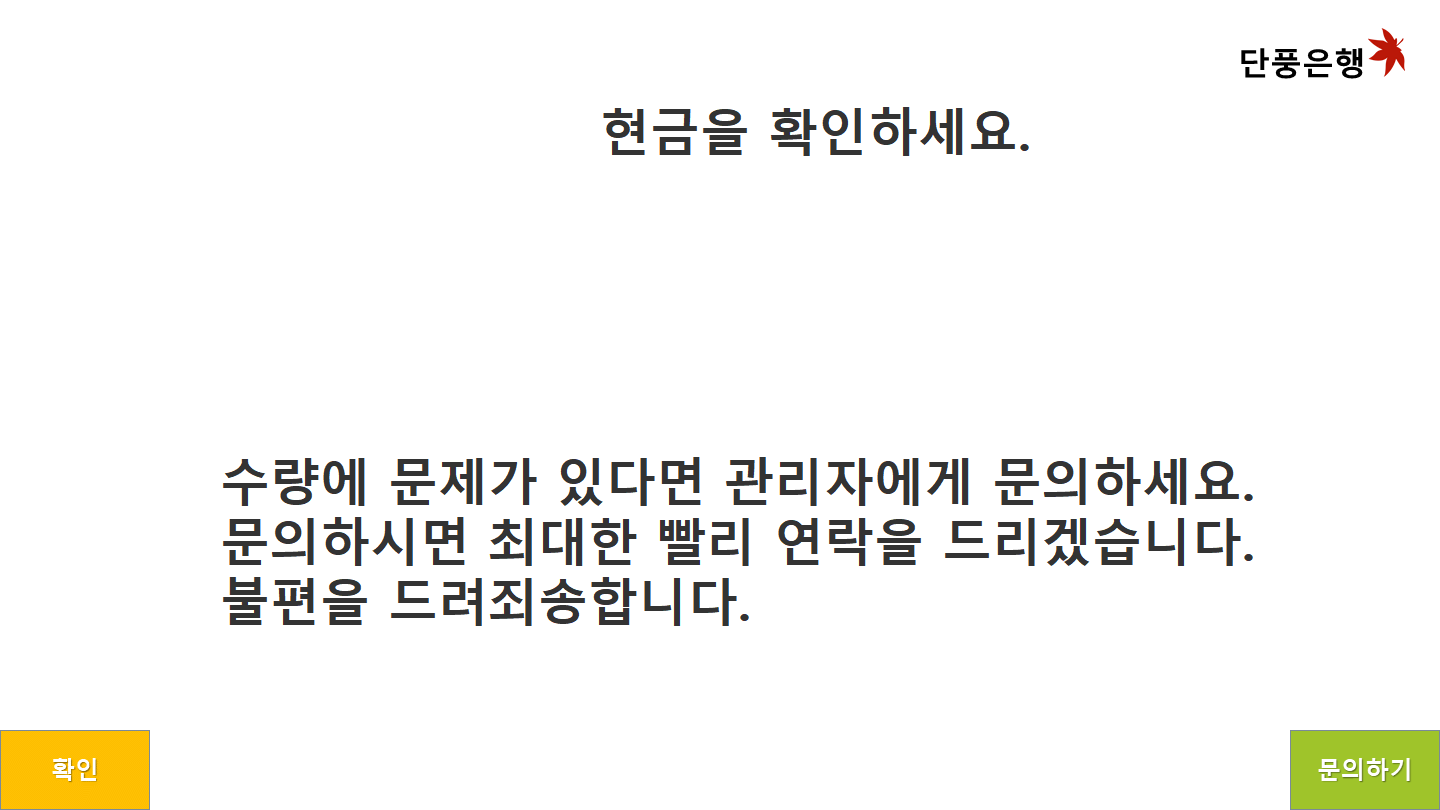 단풍은행
현금을 확인하세요.
수량에 문제가 있다면 관리자에게 문의하세요.
문의하시면 최대한 빨리 연락을 드리겠습니다.
불편을 드려죄송합니다.
확인
문의하기